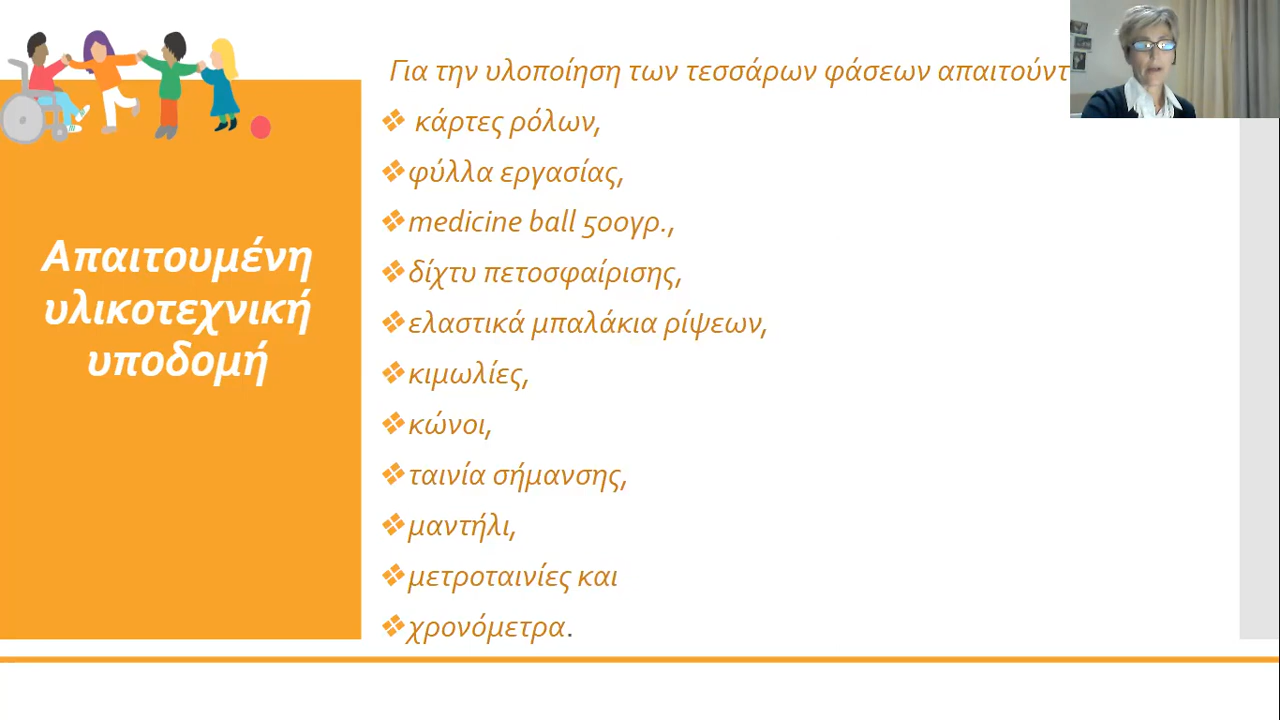 Για την υλοποίηση των τεσσάρων φάσεων
κάρτες ρόλων,
φύλλα εργασίας,
medicine ball 500γρ.,
δίχτυ πετοσφαίρισης,
ελαστικά μπαλάκια ρίψεων,
κιμωλίες,
κώνοι,
ταινία σήμανσης,
μαντήλι,
μετροταινίες και
χρονόμετρα.
Απαιτουμένη
υλικοτεχνική
υποδομή